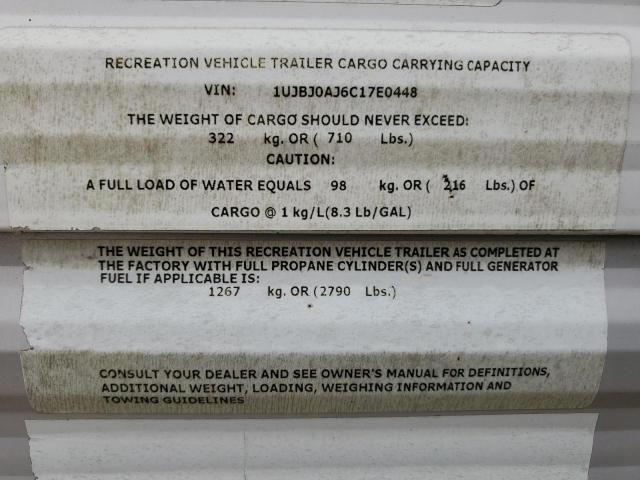 RECREATION VEHICLE TRAILER CARGO CARRYING CAPACITY
VIN: 1UJBJ0AJ6C17E0448
THE WEIGHT OF CARGO SHOULD NEVER EXCEED:
322 kg. OR ( 710 Lbs.)
CAUTION:
A FULL LOAD OF WATER EQUALS 98 kg. OR ( 216 Lbs.) OF
CARGO @ 1 kg/L(8.3 Lb/GAL)
THE WEIGHT OF THIS RECREATION VEHICLE TRAILER AS COMPLETED AT
THE FACTORY WITH FULL PROPANE CYLINDER(S) AND FULL GENERATOR
FUEL IF APPLICABLE IS:
1267 kg. OR (2790 Lbs.)
CONSULT YOUR DEALER AND SEE OWNER'S MANUAL FOR DEFINITIONS,
ADDITIONAL WEIGHT, LOADING, WEIGHING INFORMATION AND
TOWING GUIDELINES